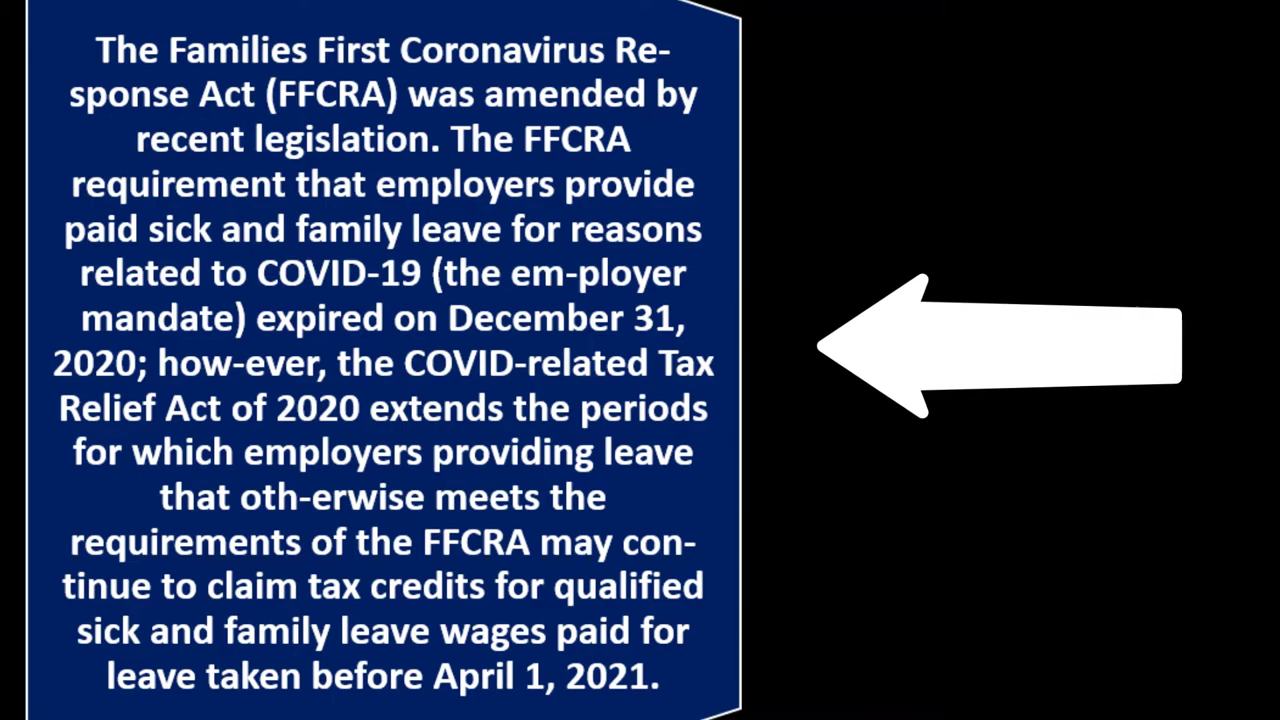 The Families First Coronavirus Re-
sponse Act (FFCRA) was amended by
recent legislation. The FFCRA
requirement that employers provide
paid sick and family leave for reasons
related to COVID-19 (the em-ployer
mandate) expired on December 31,
2020; how-ever, the COVID-related Tax
Relief Act of 2020 extends the periods
for which employers providing leave
that oth-erwise meets the
requirements of the FFCRA may con-
tinue to claim tax credits for qualified
sick and family leave wages paid for
leave taken before April 1, 2021.